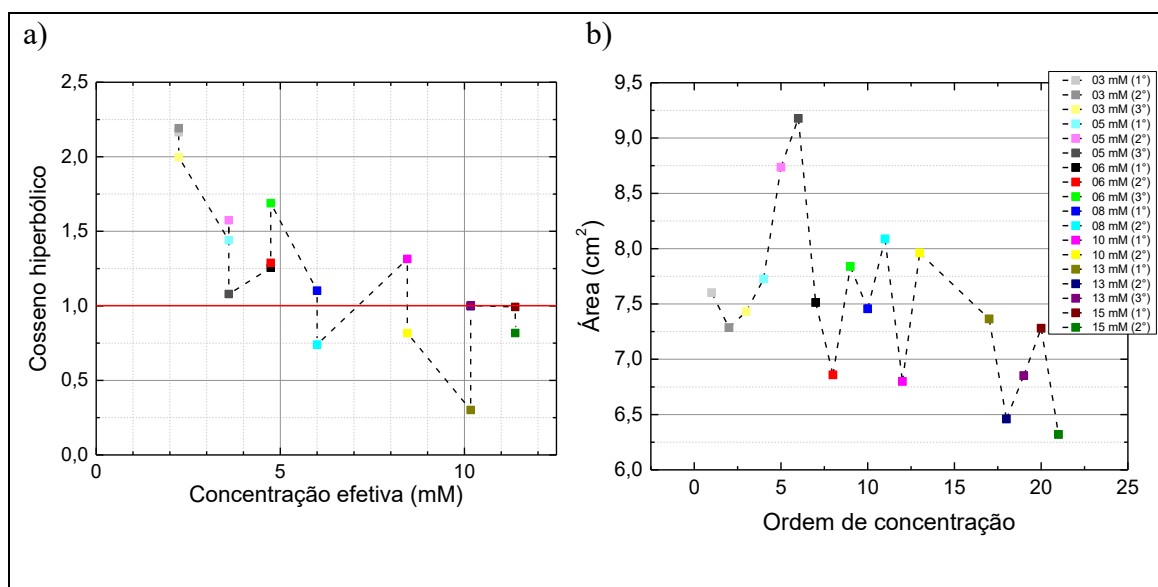 a)
2,5
2,0
1,5
1,0
0,5
0,0
Cosseno hiperbólico
0
5
10
Concentração efetiva (mM)
b)
9,5
9,0
8,5
8,0
7,5
7,0
6,5
6,0
Área (cm²)
0
5
10
15
20
25
Ordem de concentração
03 mM (1°)
03 mM (2°)
03 mM (3°)
05 mM (1°)
05 mM (2°)
05 mM (3°)
06 mM (1°)
06 mM (2°)
06 mM (3°)
08 mM (1°)
08 mM (2°)
10 mM (1°)
10 mM (2°)
13 mM (1°)
13 mM (2°)
13 mM (3°)
15 mM (1°)
15 mM (2°)